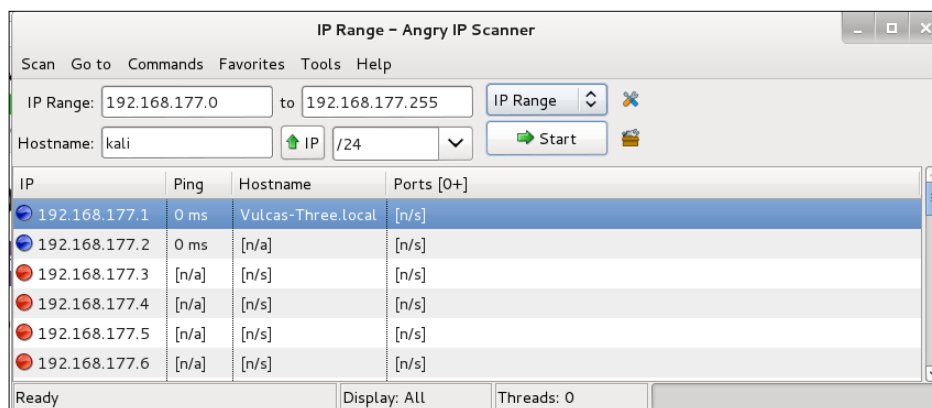 IP Range - Angry IP Scanner
Scan Go to Commands Favorites Tools Help
IP Range: 192.168.177.0 to 192.168.177.255 IP Range
Hostname: kali IP /24 Start
IP Ping Hostname Ports [0+]
192.168.177.1 0 ms Vulcas-Three.local [n/s]
192.168.177.2 0 ms [n/a] [n/s]
192.168.177.3 [n/a] [n/s] [n/s]
192.168.177.4 [n/a] [n/s] [n/s]
192.168.177.5 [n/a] [n/s] [n/s]
192.168.177.6 [n/a] [n/s] [n/s]
Ready Display: All Threads: 0